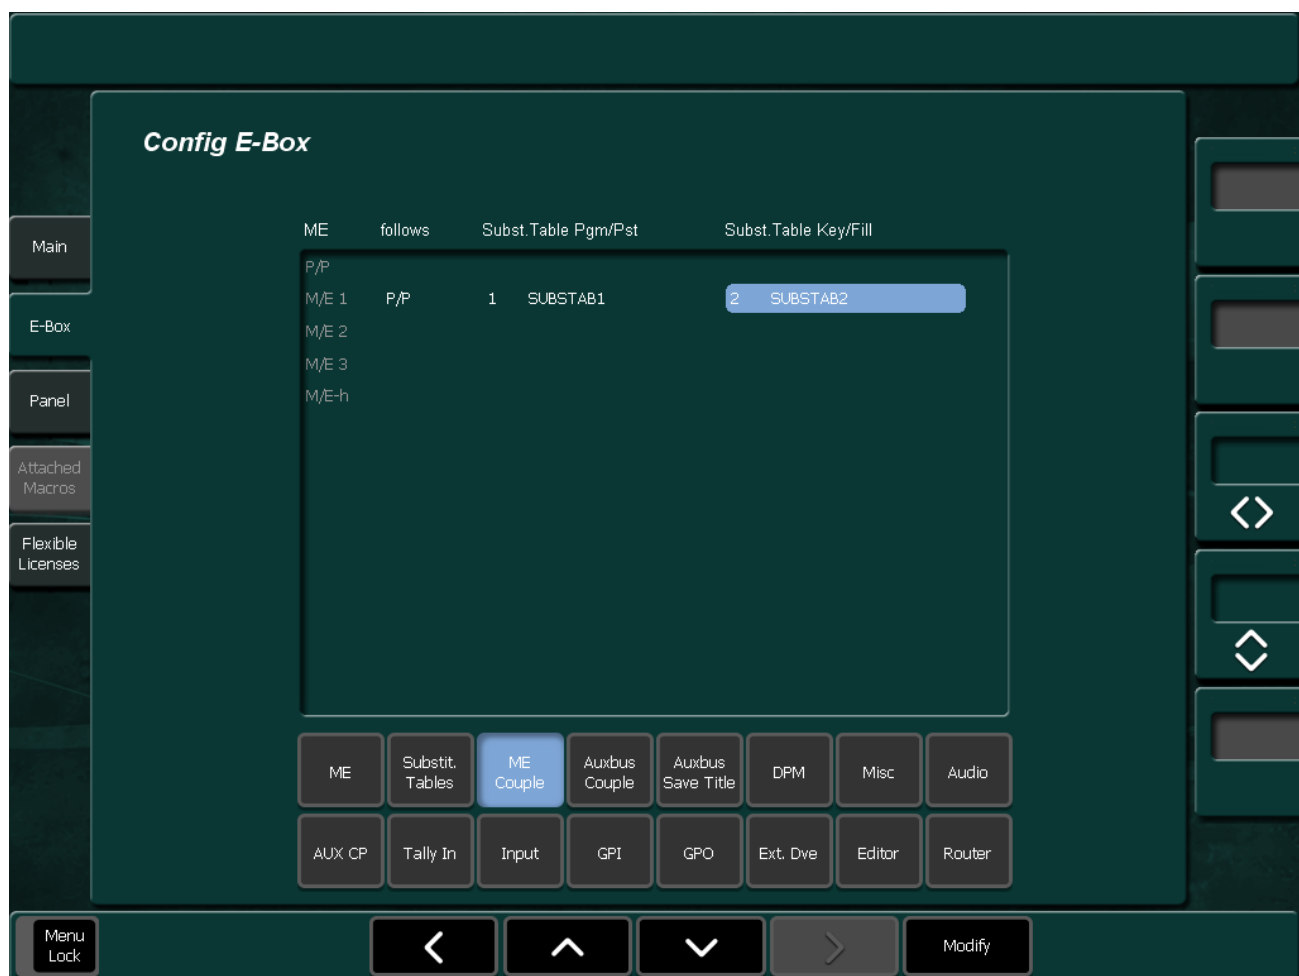 Config E-Box
ME follows Subst.Table Pgm/Pst Subst.Table Key/Fill
P/P
M/E 1 P/P 1 SUBSTAB1 2 SUBSTAB2
M/E 2
M/E 3
M/E-h
Main
E-Box
Panel
Attached
Macros
Flexible
Licenses
ME
Substit.
Tables
ME
Couple
Auxbus
Couple
Auxbus
Save Title
DPM
Misc
Audio
AUX CP
Tally In
Input
GPI
GPO
Ext. Dve
Editor
Router
Menu
Lock
Modify